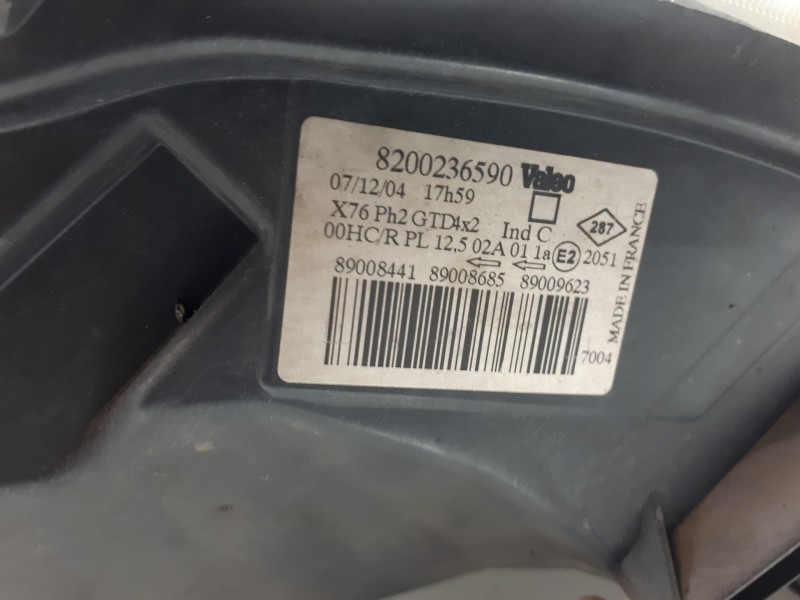 8200236590 Valeo
07/12/04 17h59
X76 Ph2 GTD4x2 Ind C 287
00HC/R PL 12,5 02A 01 1a E2 2051
89008441 89008685 89009623
7004
MADE IN FRANCE